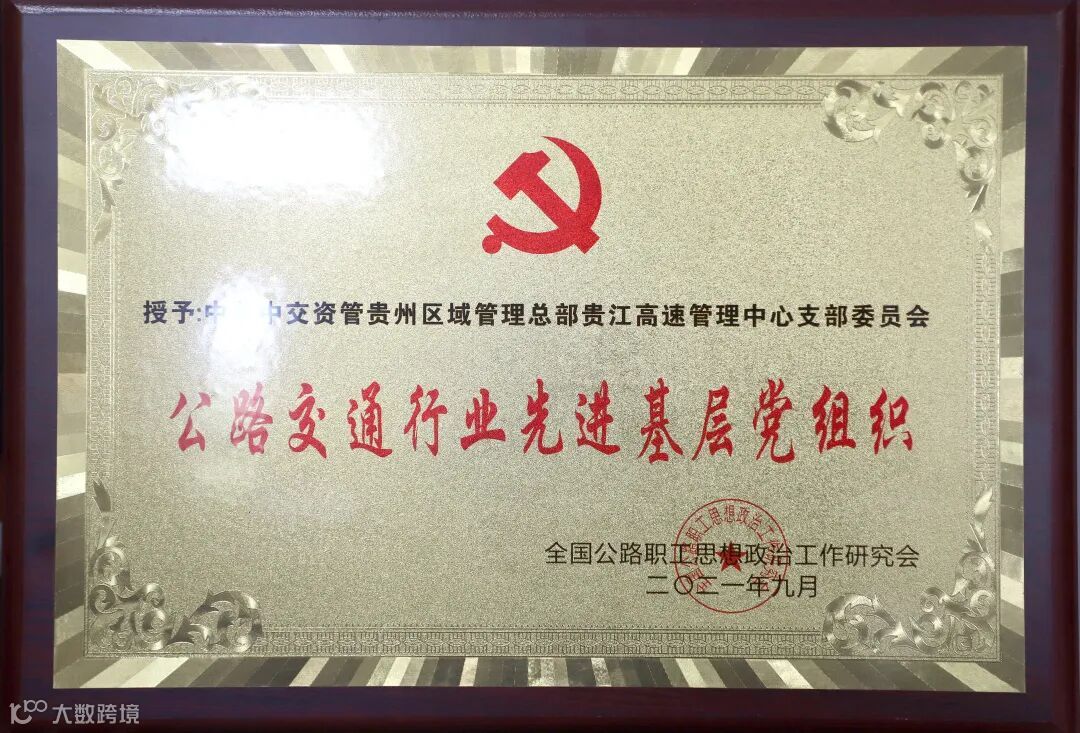 授予:中 中交资管贵州区域管理总部贵江高速管理中心支部委员会
公路交通行业先进基层党组织
全国公路职工思想政治工作研究会
二〇二一年九月
大数跨境